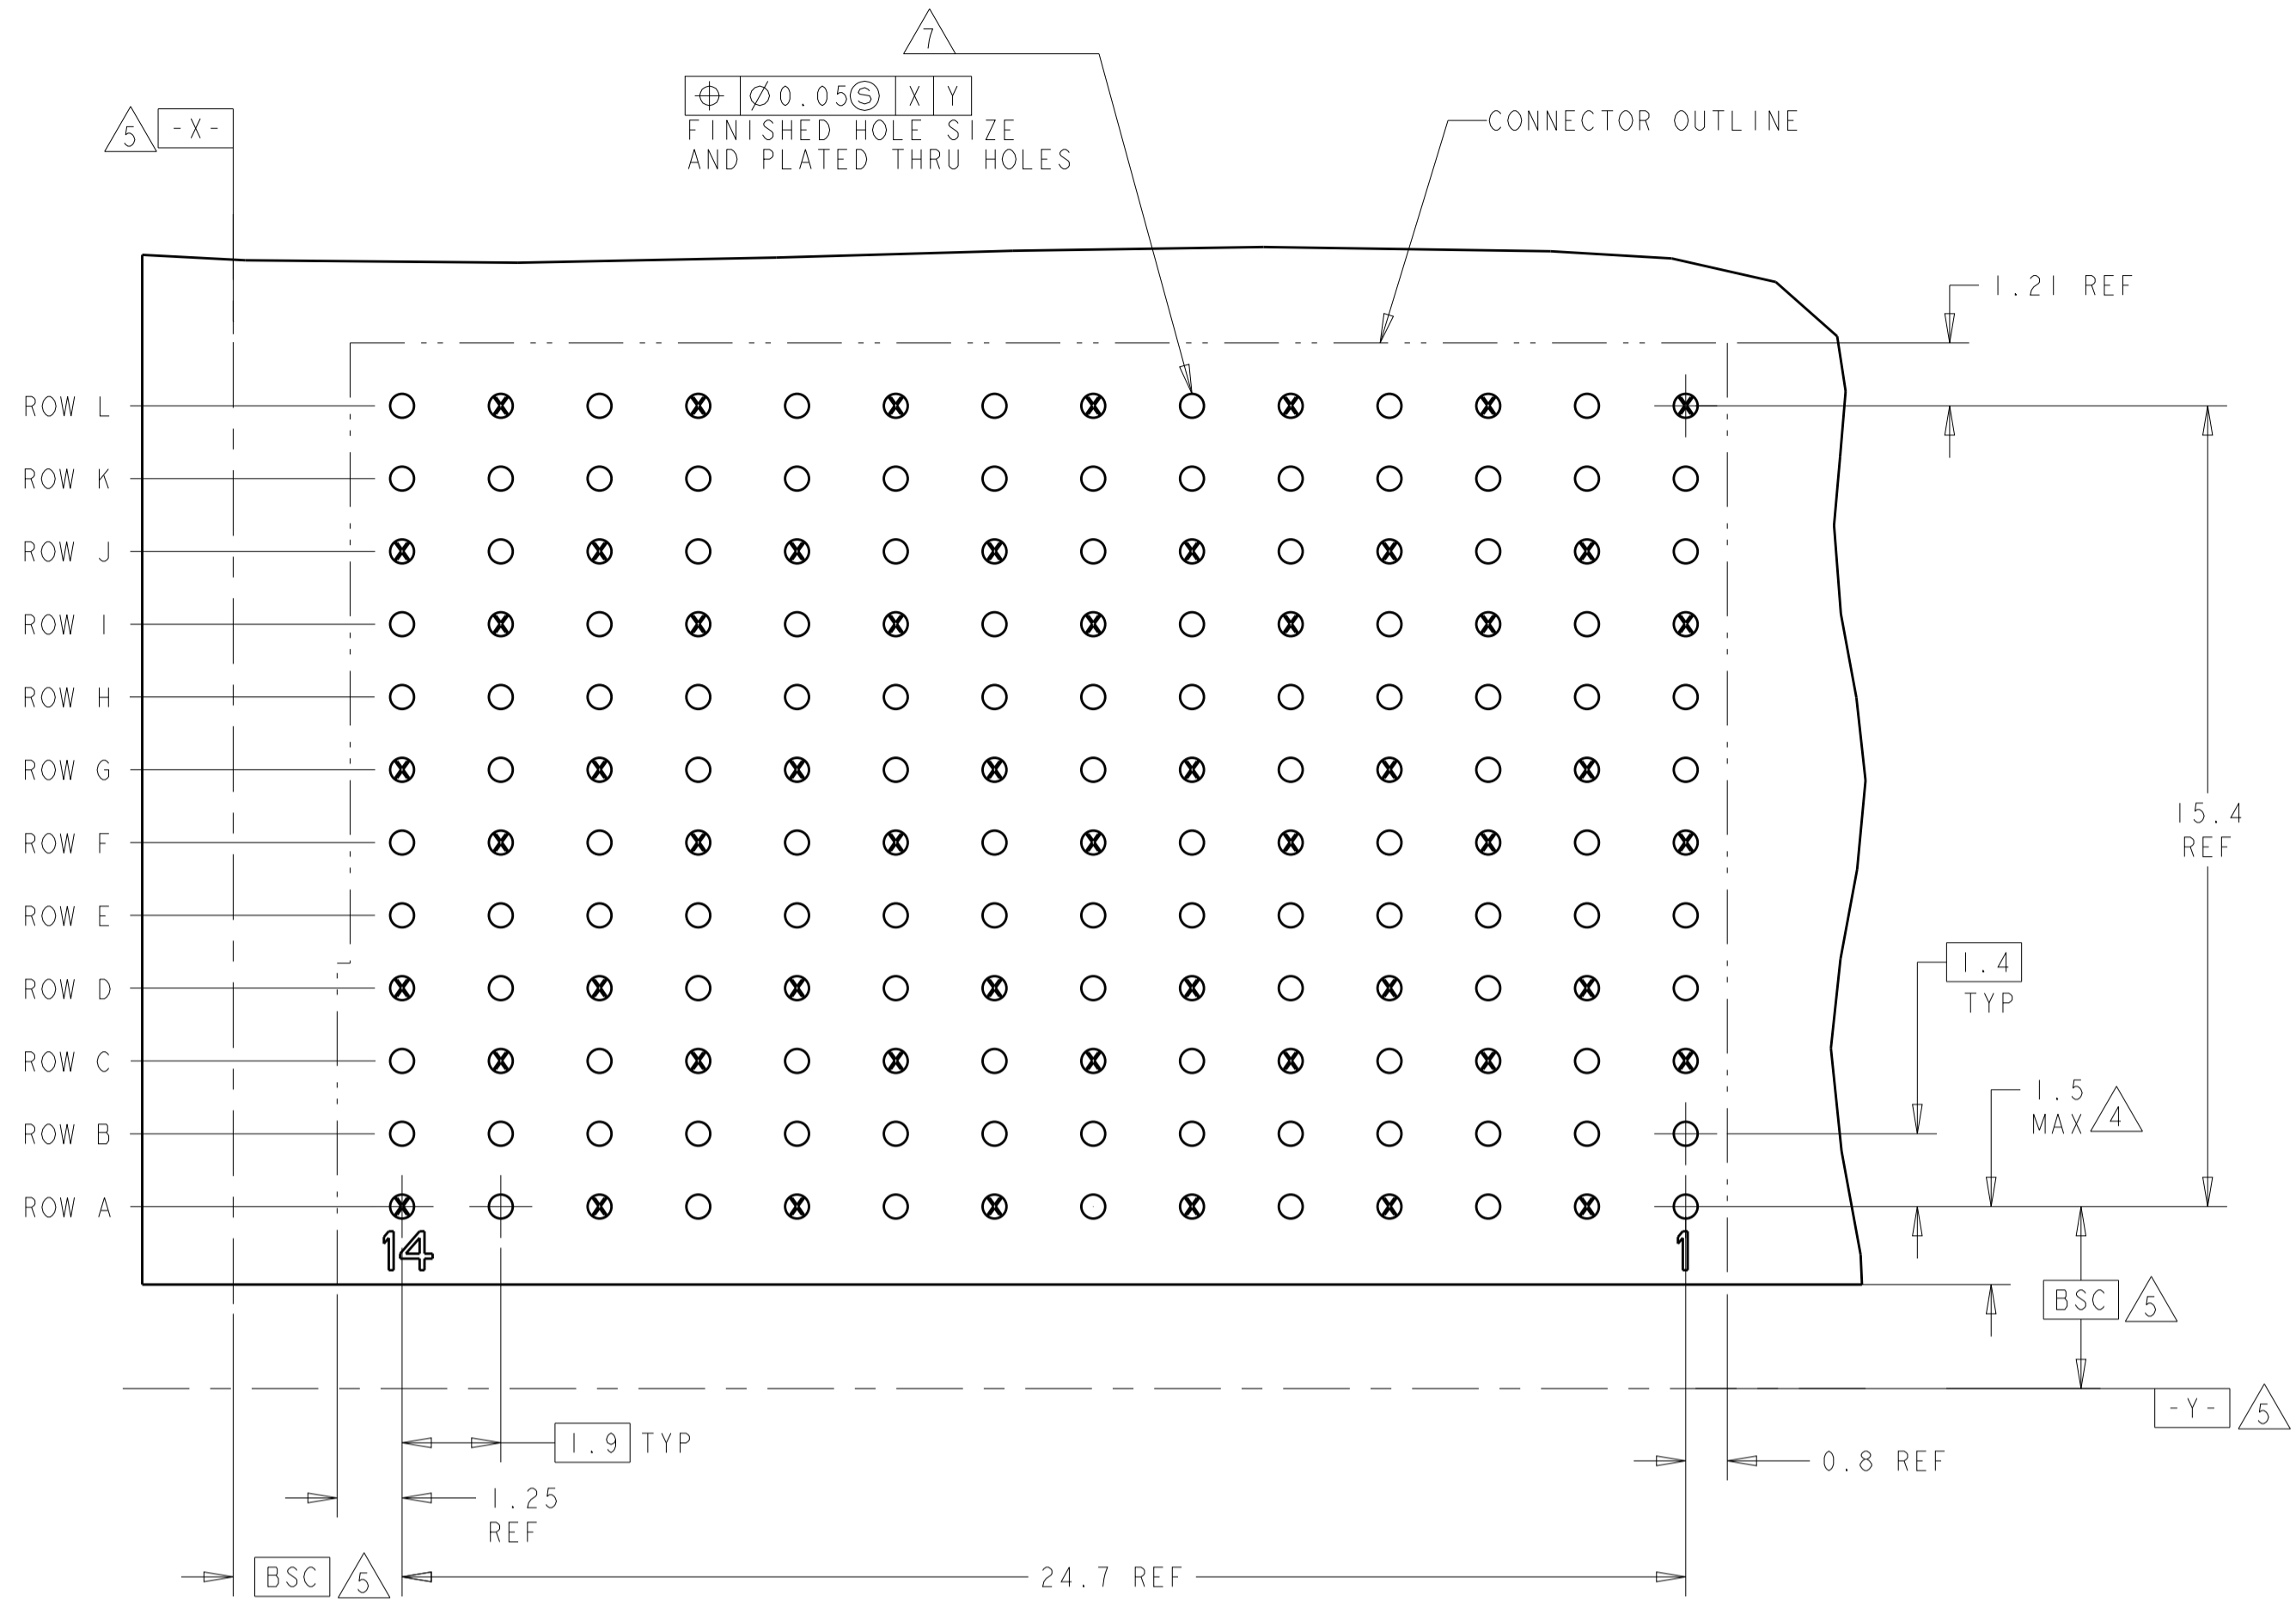 7
⌖ ⌀0.05Ⓢ X Y
FINISHED HOLE SIZE
AND PLATED THRU HOLES
5 -X-
CONNECTOR OUTLINE
1.21 REF
ROW L
ROW K
ROW J
ROW I
ROW H
ROW G
ROW F
ROW E
ROW D
ROW C
ROW B
ROW A
15.4
REF
1.4
TYP
1.5
MAX 4
14
1
BSC 5
-Y- 5
1.9 TYP
0.8 REF
1.25
REF
BSC 5
24.7 REF